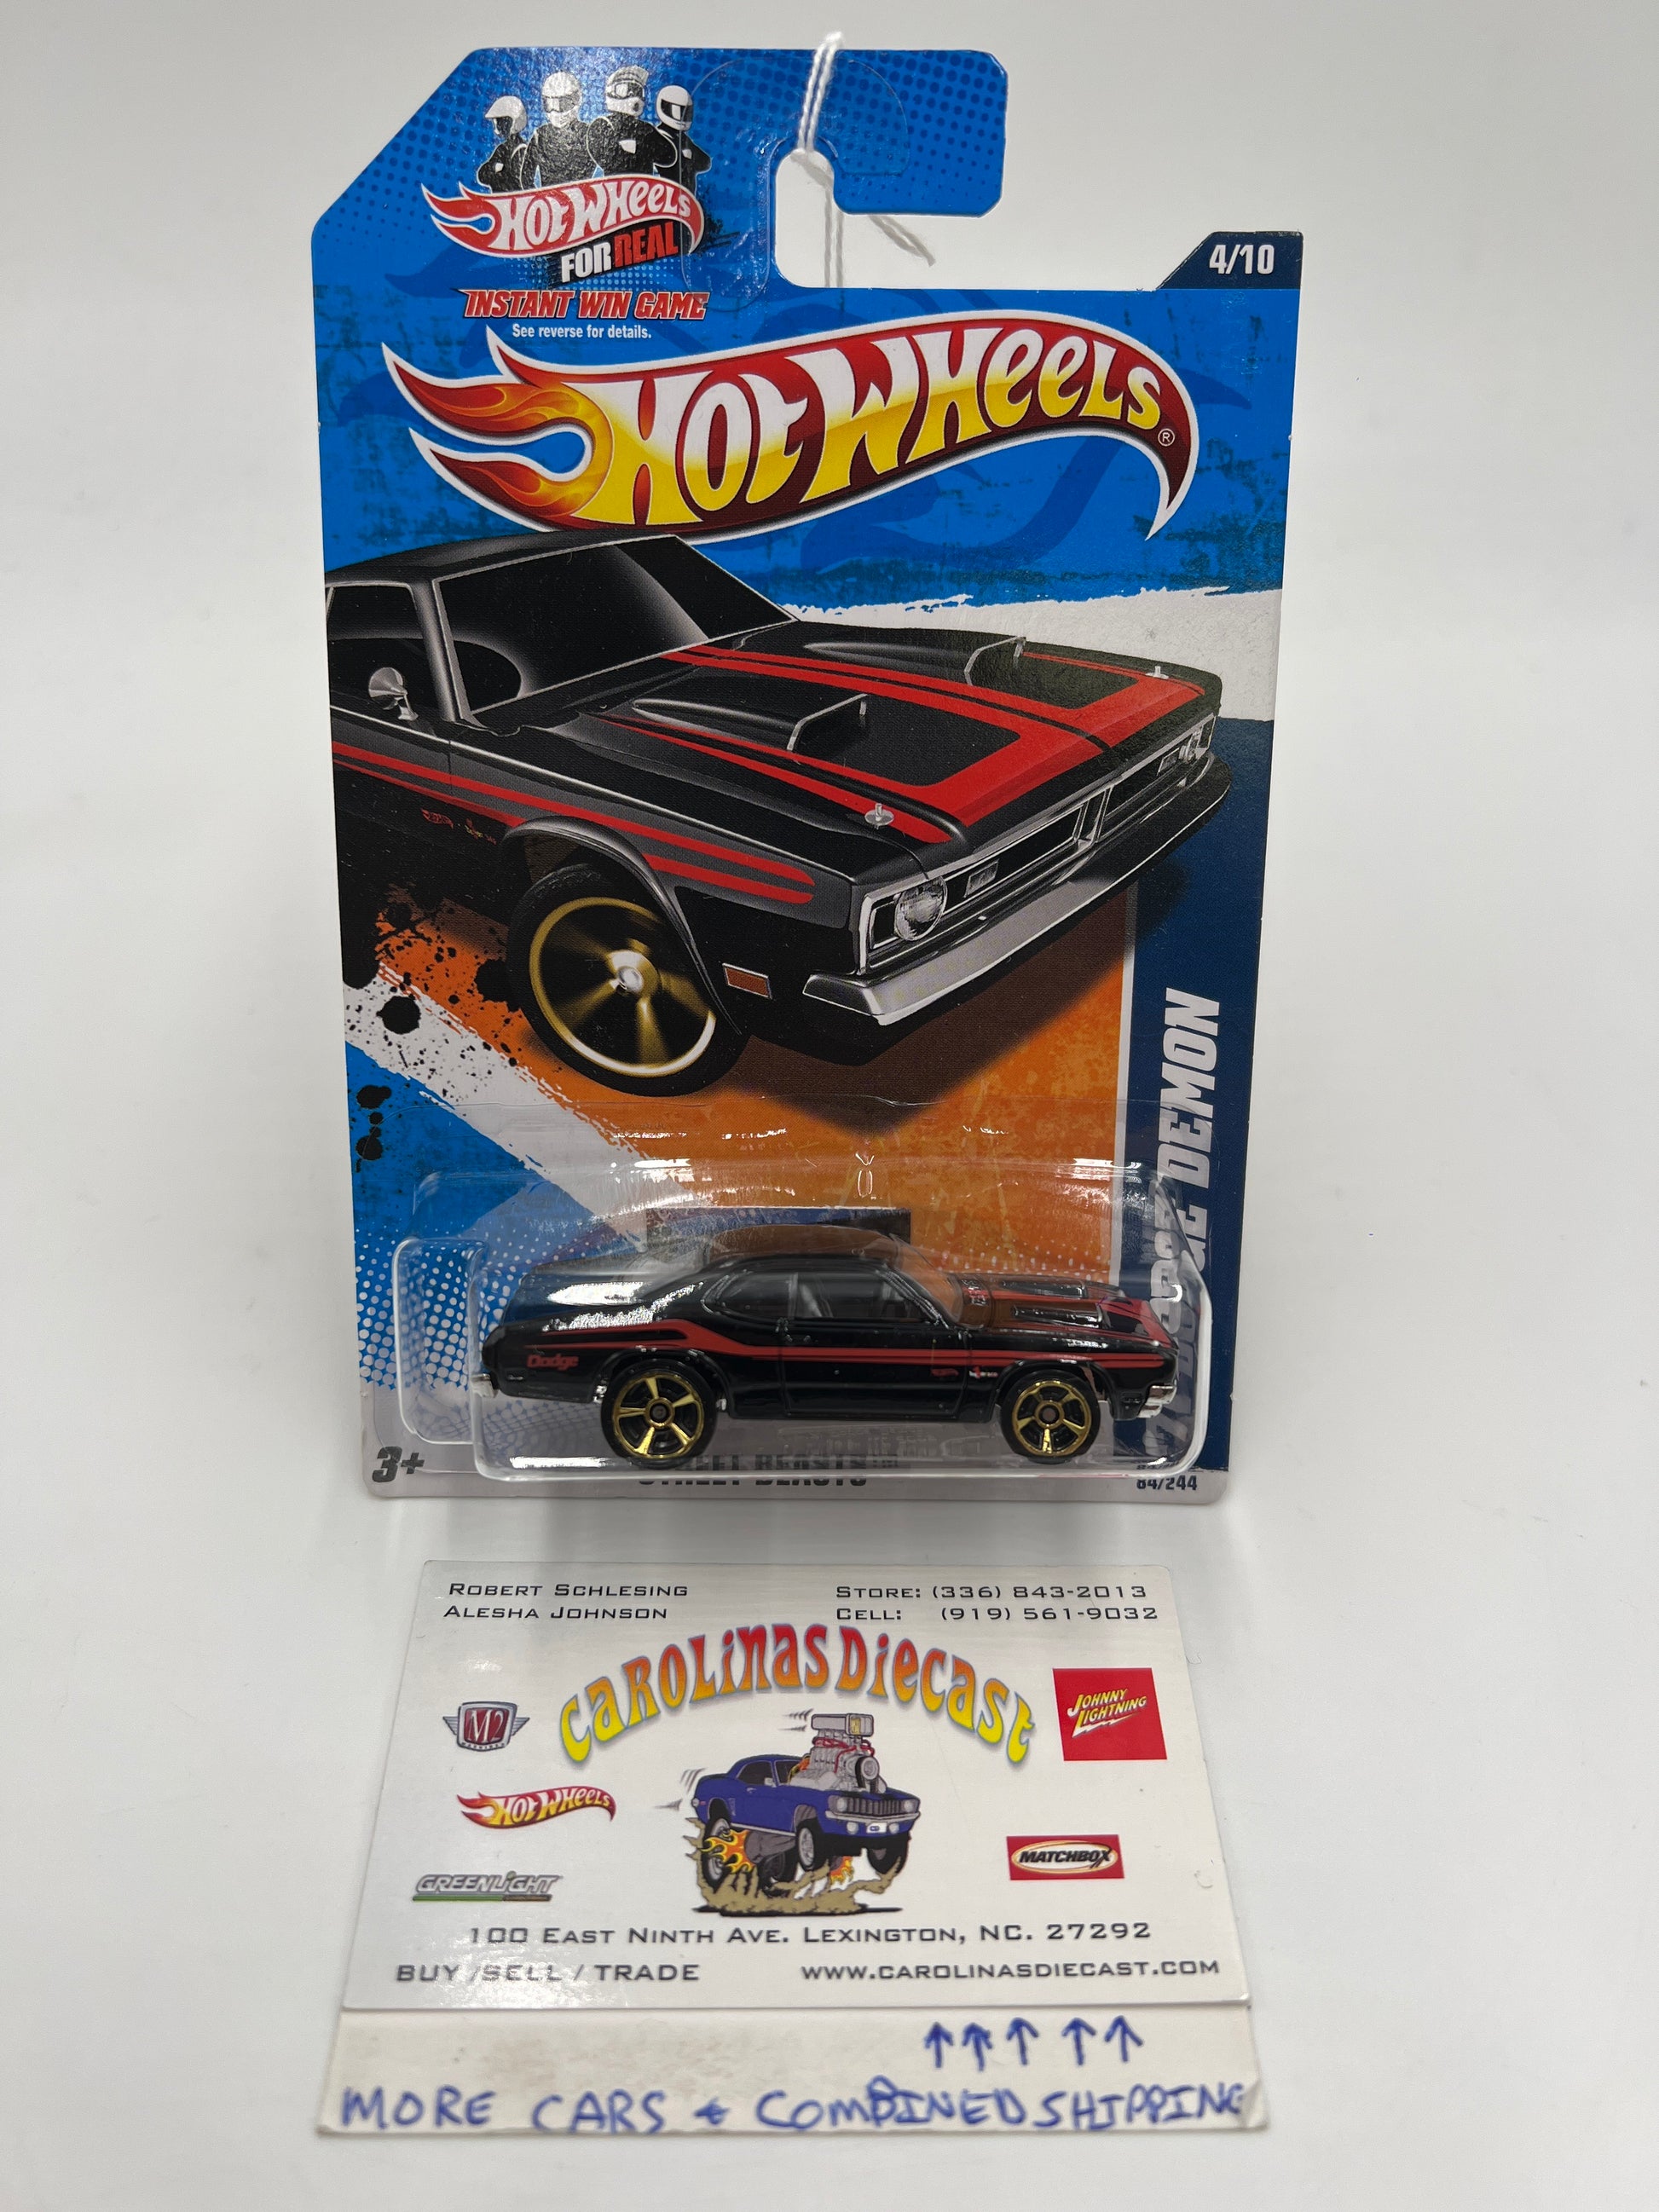 HOT WHEELS
FOR REAL
INSTANT WIN GAME
See reverse for details.
4/10
HOT WHEELS®
DEMON
Dodge
3+
STREET BEASTS™
84/244
ROBERT SCHLESING
ALESHA JOHNSON
STORE: (336) 843-2013
CELL: (919) 561-9032
CAROLINAS DIECAST
M2
JOHNNY LIGHTNING
HOT WHEELS
MATCHBOX
GREENLIGHT
100 EAST NINTH AVE. LEXINGTON, NC. 27292
BUY / SELL / TRADE
WWW.CAROLINASDIECAST.COM
MORE CARS & COMBINED SHIPPING